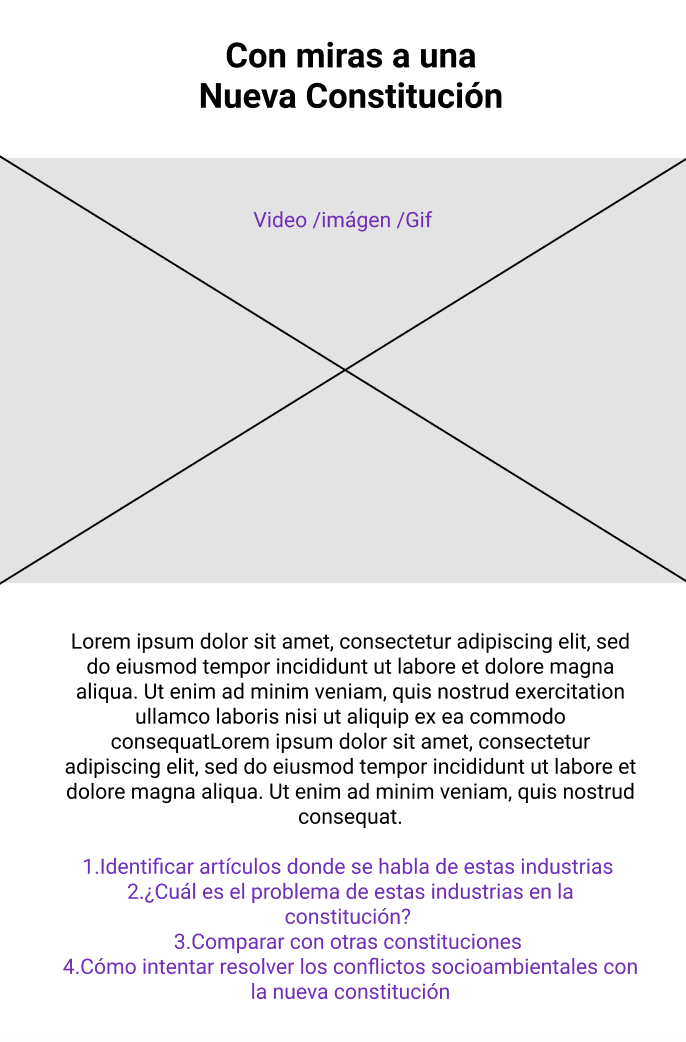 Con miras a una
Nueva Constitución
Video /imágen /Gif
Lorem ipsum dolor sit amet, consectetur adipiscing elit, sed
do eiusmod tempor incididunt ut labore et dolore magna
aliqua. Ut enim ad minim veniam, quis nostrud exercitation
ullamco laboris nisi ut aliquip ex ea commodo
consequatLorem ipsum dolor sit amet, consectetur
adipiscing elit, sed do eiusmod tempor incididunt ut labore et
dolore magna aliqua. Ut enim ad minim veniam, quis nostrud
consequat.
1.Identificar artículos donde se habla de estas industrias
2.¿Cuál es el problema de estas industrias en la
constitución?
3.Comparar con otras constituciones
4.Cómo intentar resolver los conflictos socioambientales con
la nueva constitución